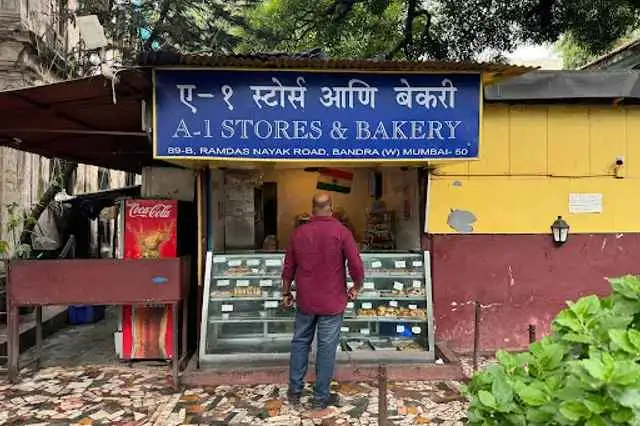 ए-१ स्टोर्स आणि बेकरी
A-1 STORES & BAKERY
89-B, RAMDAS NAYAK ROAD, BANDRA (W) MUMBAI- 50
Coca-Cola